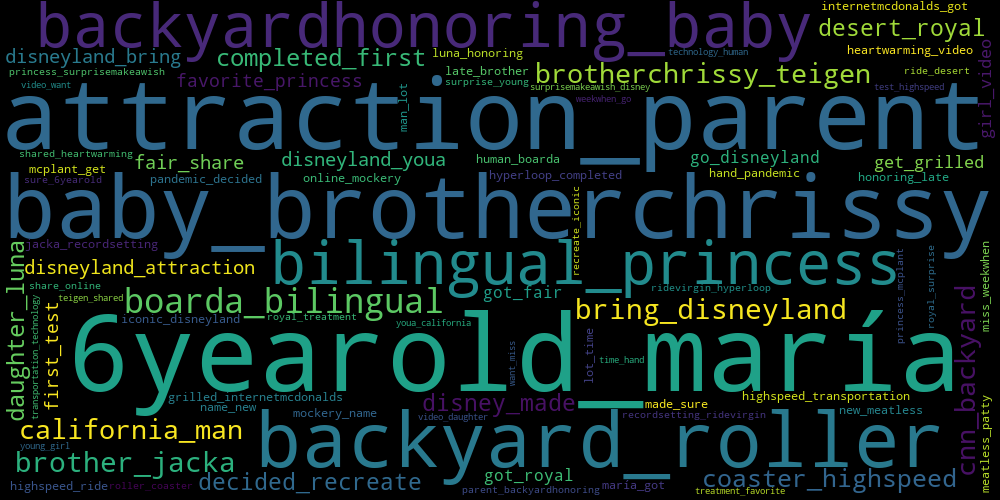 internetmcdonalds_got
backyardhonoring_baby
desert_royal
disneyland_bring
completed_first
luna_honoring
technology_human
heartwarming_video
princess_surprisemakeawish
favorite_princess
late_brother
surprise_young
brotherchrissy_teigen
ride_desert
girl_video
video_want
man_lot
surprisemakeawish_disney
weekwhen_go
test_highspeed
attraction_parent
shared_heartwarming
fair_share
disneyland_youa
human_boarda
go_disneyland
get_grilled
mcplant_get
sure_6yearold
pandemic_decided
online_mockery
hyperloop_completed
hand_pandemic
honoring_late
baby_brotherchrissy
recreate_iconic
jacka_recordsetting
disneyland_attraction
bilingual_princess
share_online
teigen_shared
boarda_bilingual
got_fair
ridevirgin_hyperloop
princess_mcplant
royal_surprise
miss_weekwhen
daughter_luna
transportation_technology
first_test
iconic_disneyland
royal_treatment
youa_california
bring_disneyland
6yearold_maría
want_miss
lot_time
time_hand
cnn_backyard
grilled_internetmcdonalds
name_new
mockery_name
disney_made
video_daughter
made_sure
highspeed_transportation
recordsetting_ridevirgin
new_meatless
meatless_patty
california_man
young_girl
backyard_roller
brother_jacka
highspeed_ride
roller_coaster
decided_recreate
got_royal
parent_backyardhonoring
maría_got
coaster_highspeed
treatment_favorite